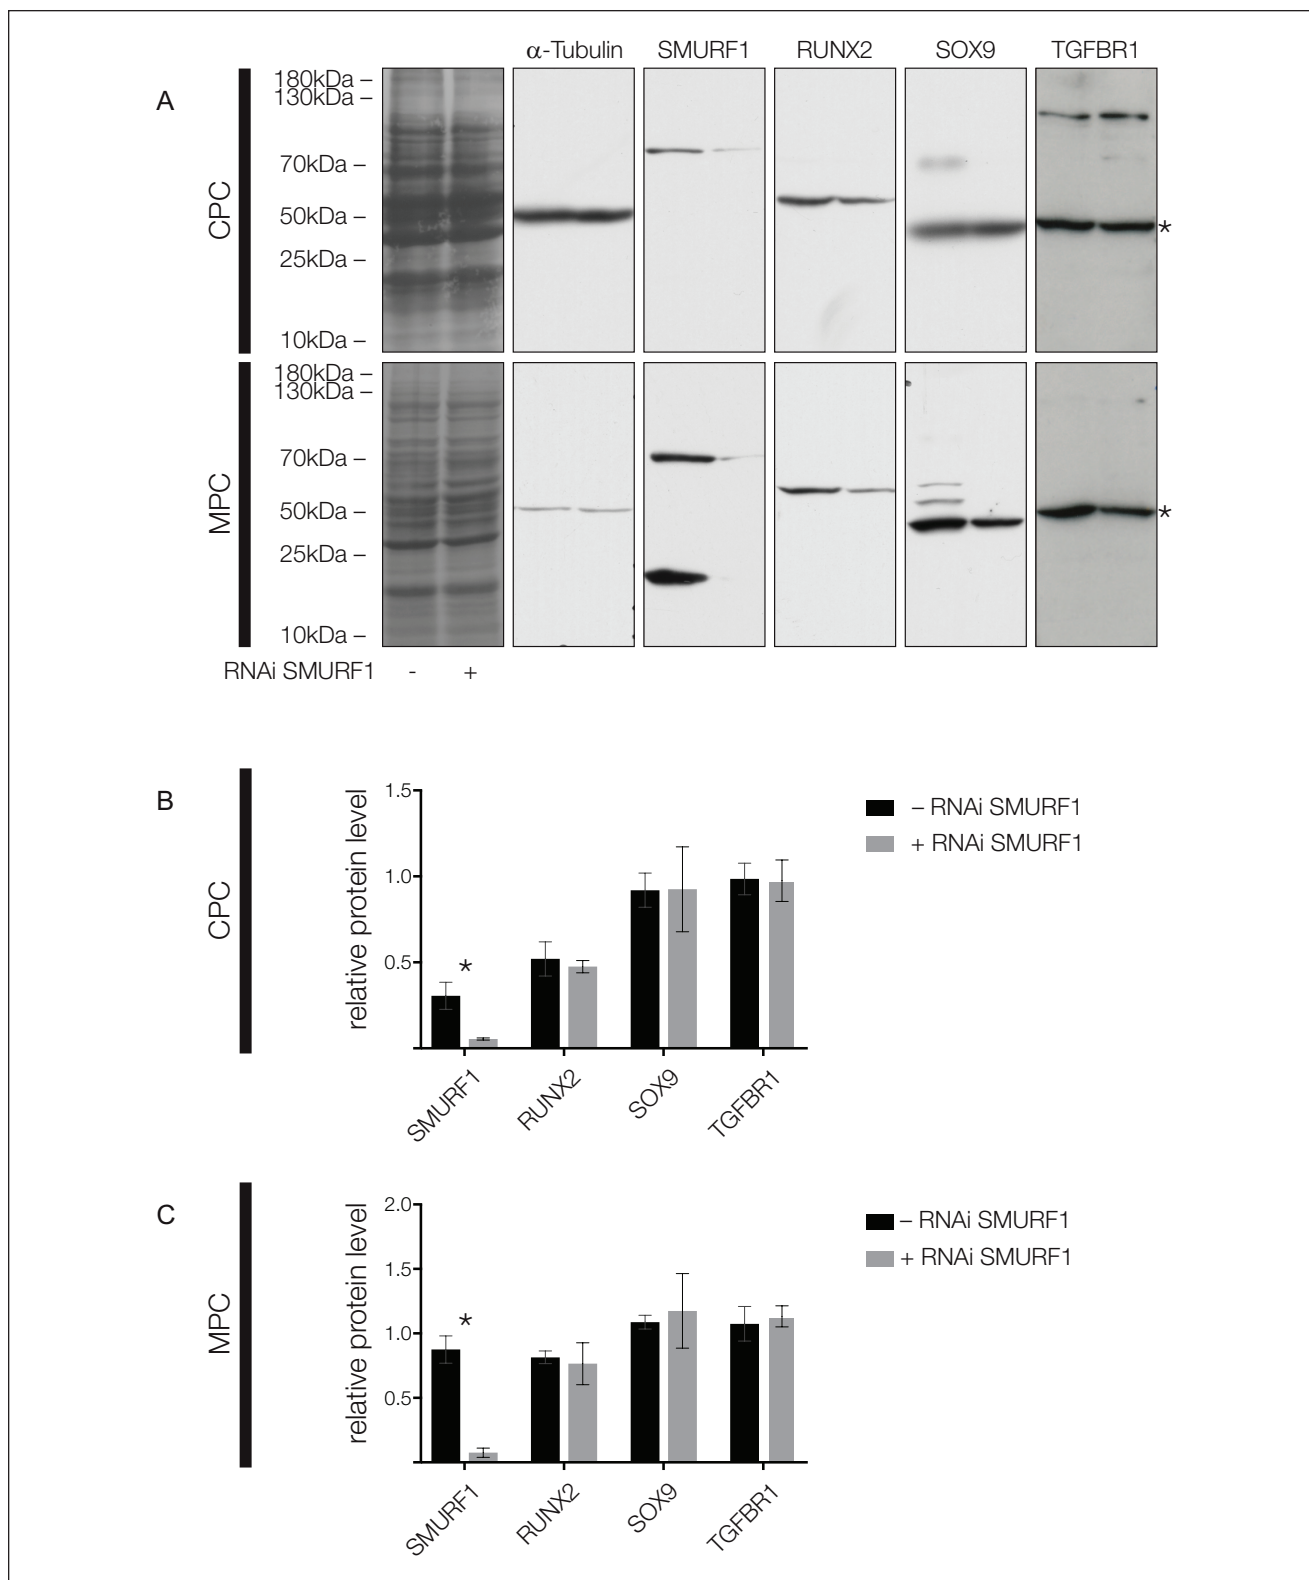 α-Tubulin SMURF1 RUNX2 SOX9 TGFBR1
A
CPC
180kDa –
130kDa –
70kDa –
50kDa –
25kDa –
10kDa –
*
MPC
180kDa –
130kDa –
70kDa –
50kDa –
25kDa –
10kDa –
*
RNAi SMURF1 - +
B
CPC
relative protein level
1.5
1.0
0.5
*
SMURF1
RUNX2
SOX9
TGFBR1
– RNAi SMURF1
+ RNAi SMURF1
C
MPC
relative protein level
2.0
1.5
1.0
0.5
*
SMURF1
RUNX2
SOX9
TGFBR1
– RNAi SMURF1
+ RNAi SMURF1